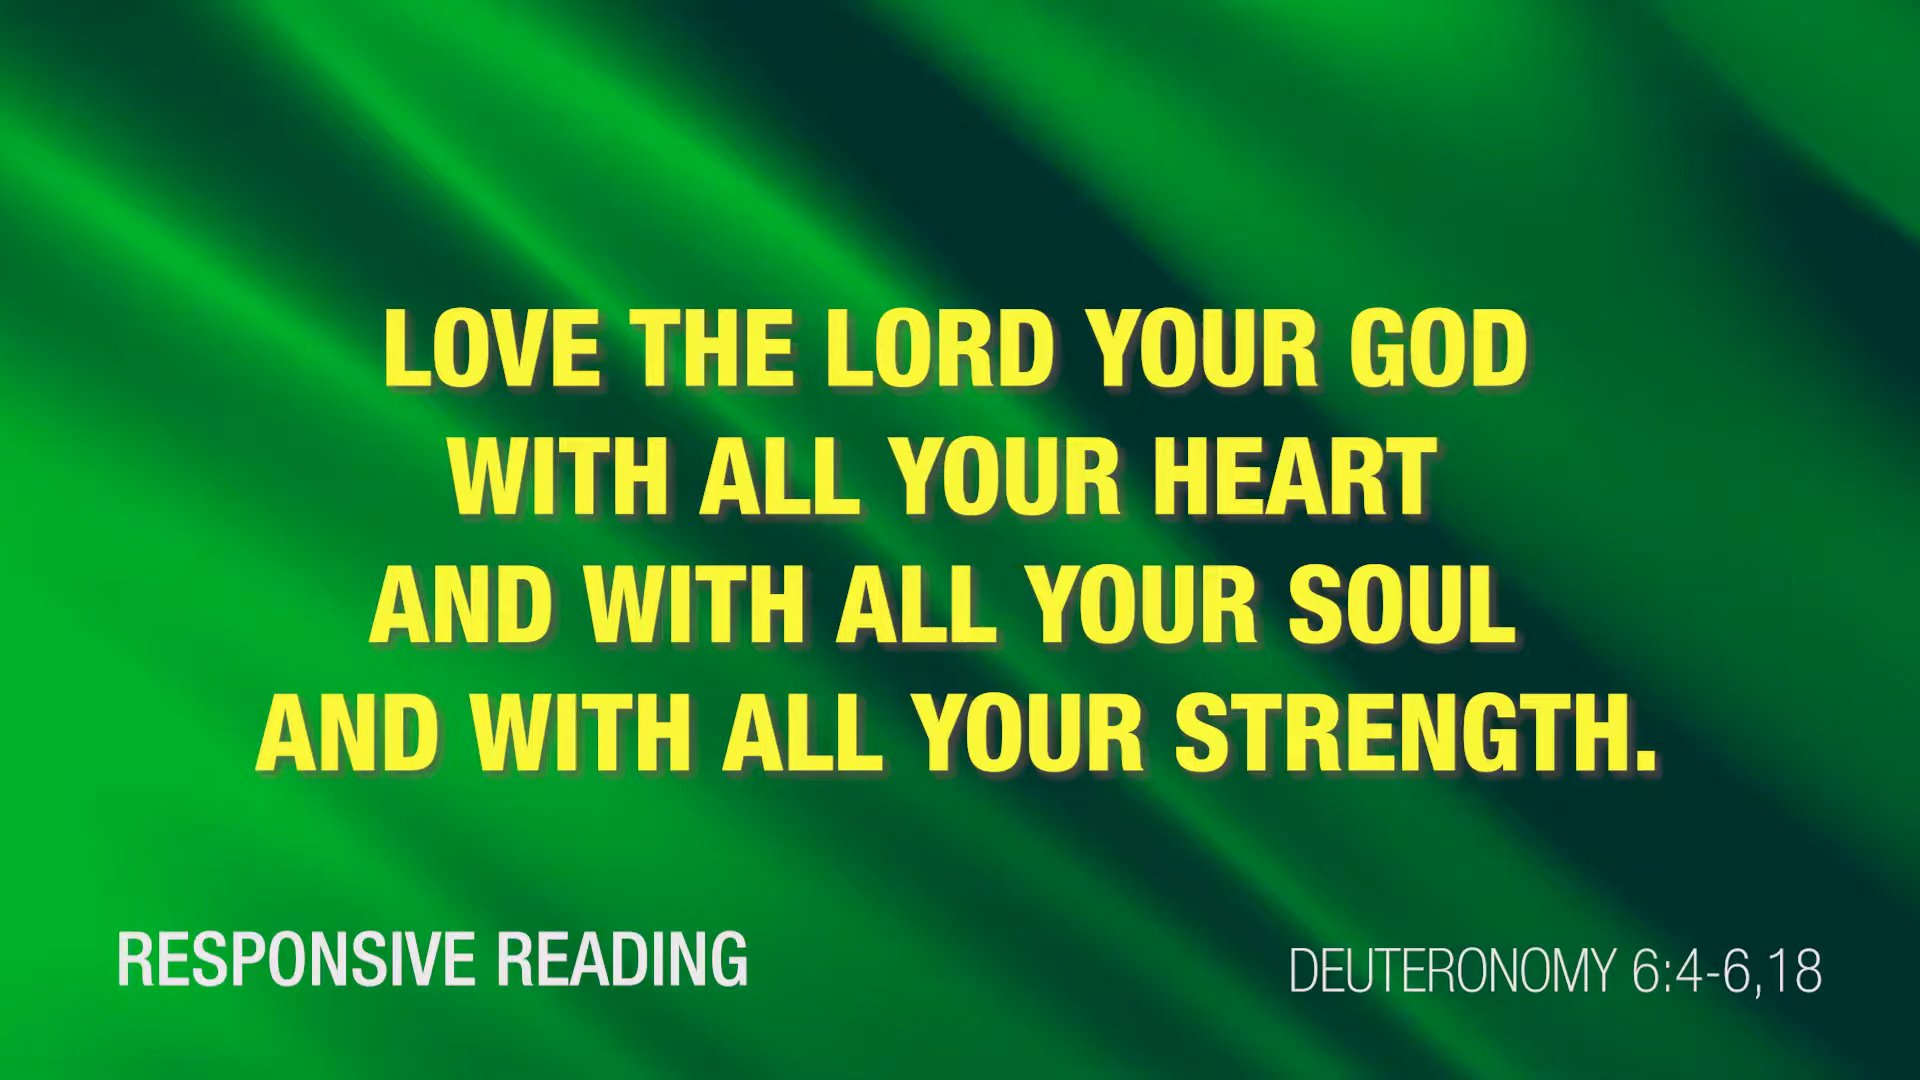 LOVE THE LORD YOUR GOD
WITH ALL YOUR HEART
AND WITH ALL YOUR SOUL
AND WITH ALL YOUR STRENGTH.
RESPONSIVE READING
DEUTERONOMY 6:4-6,18